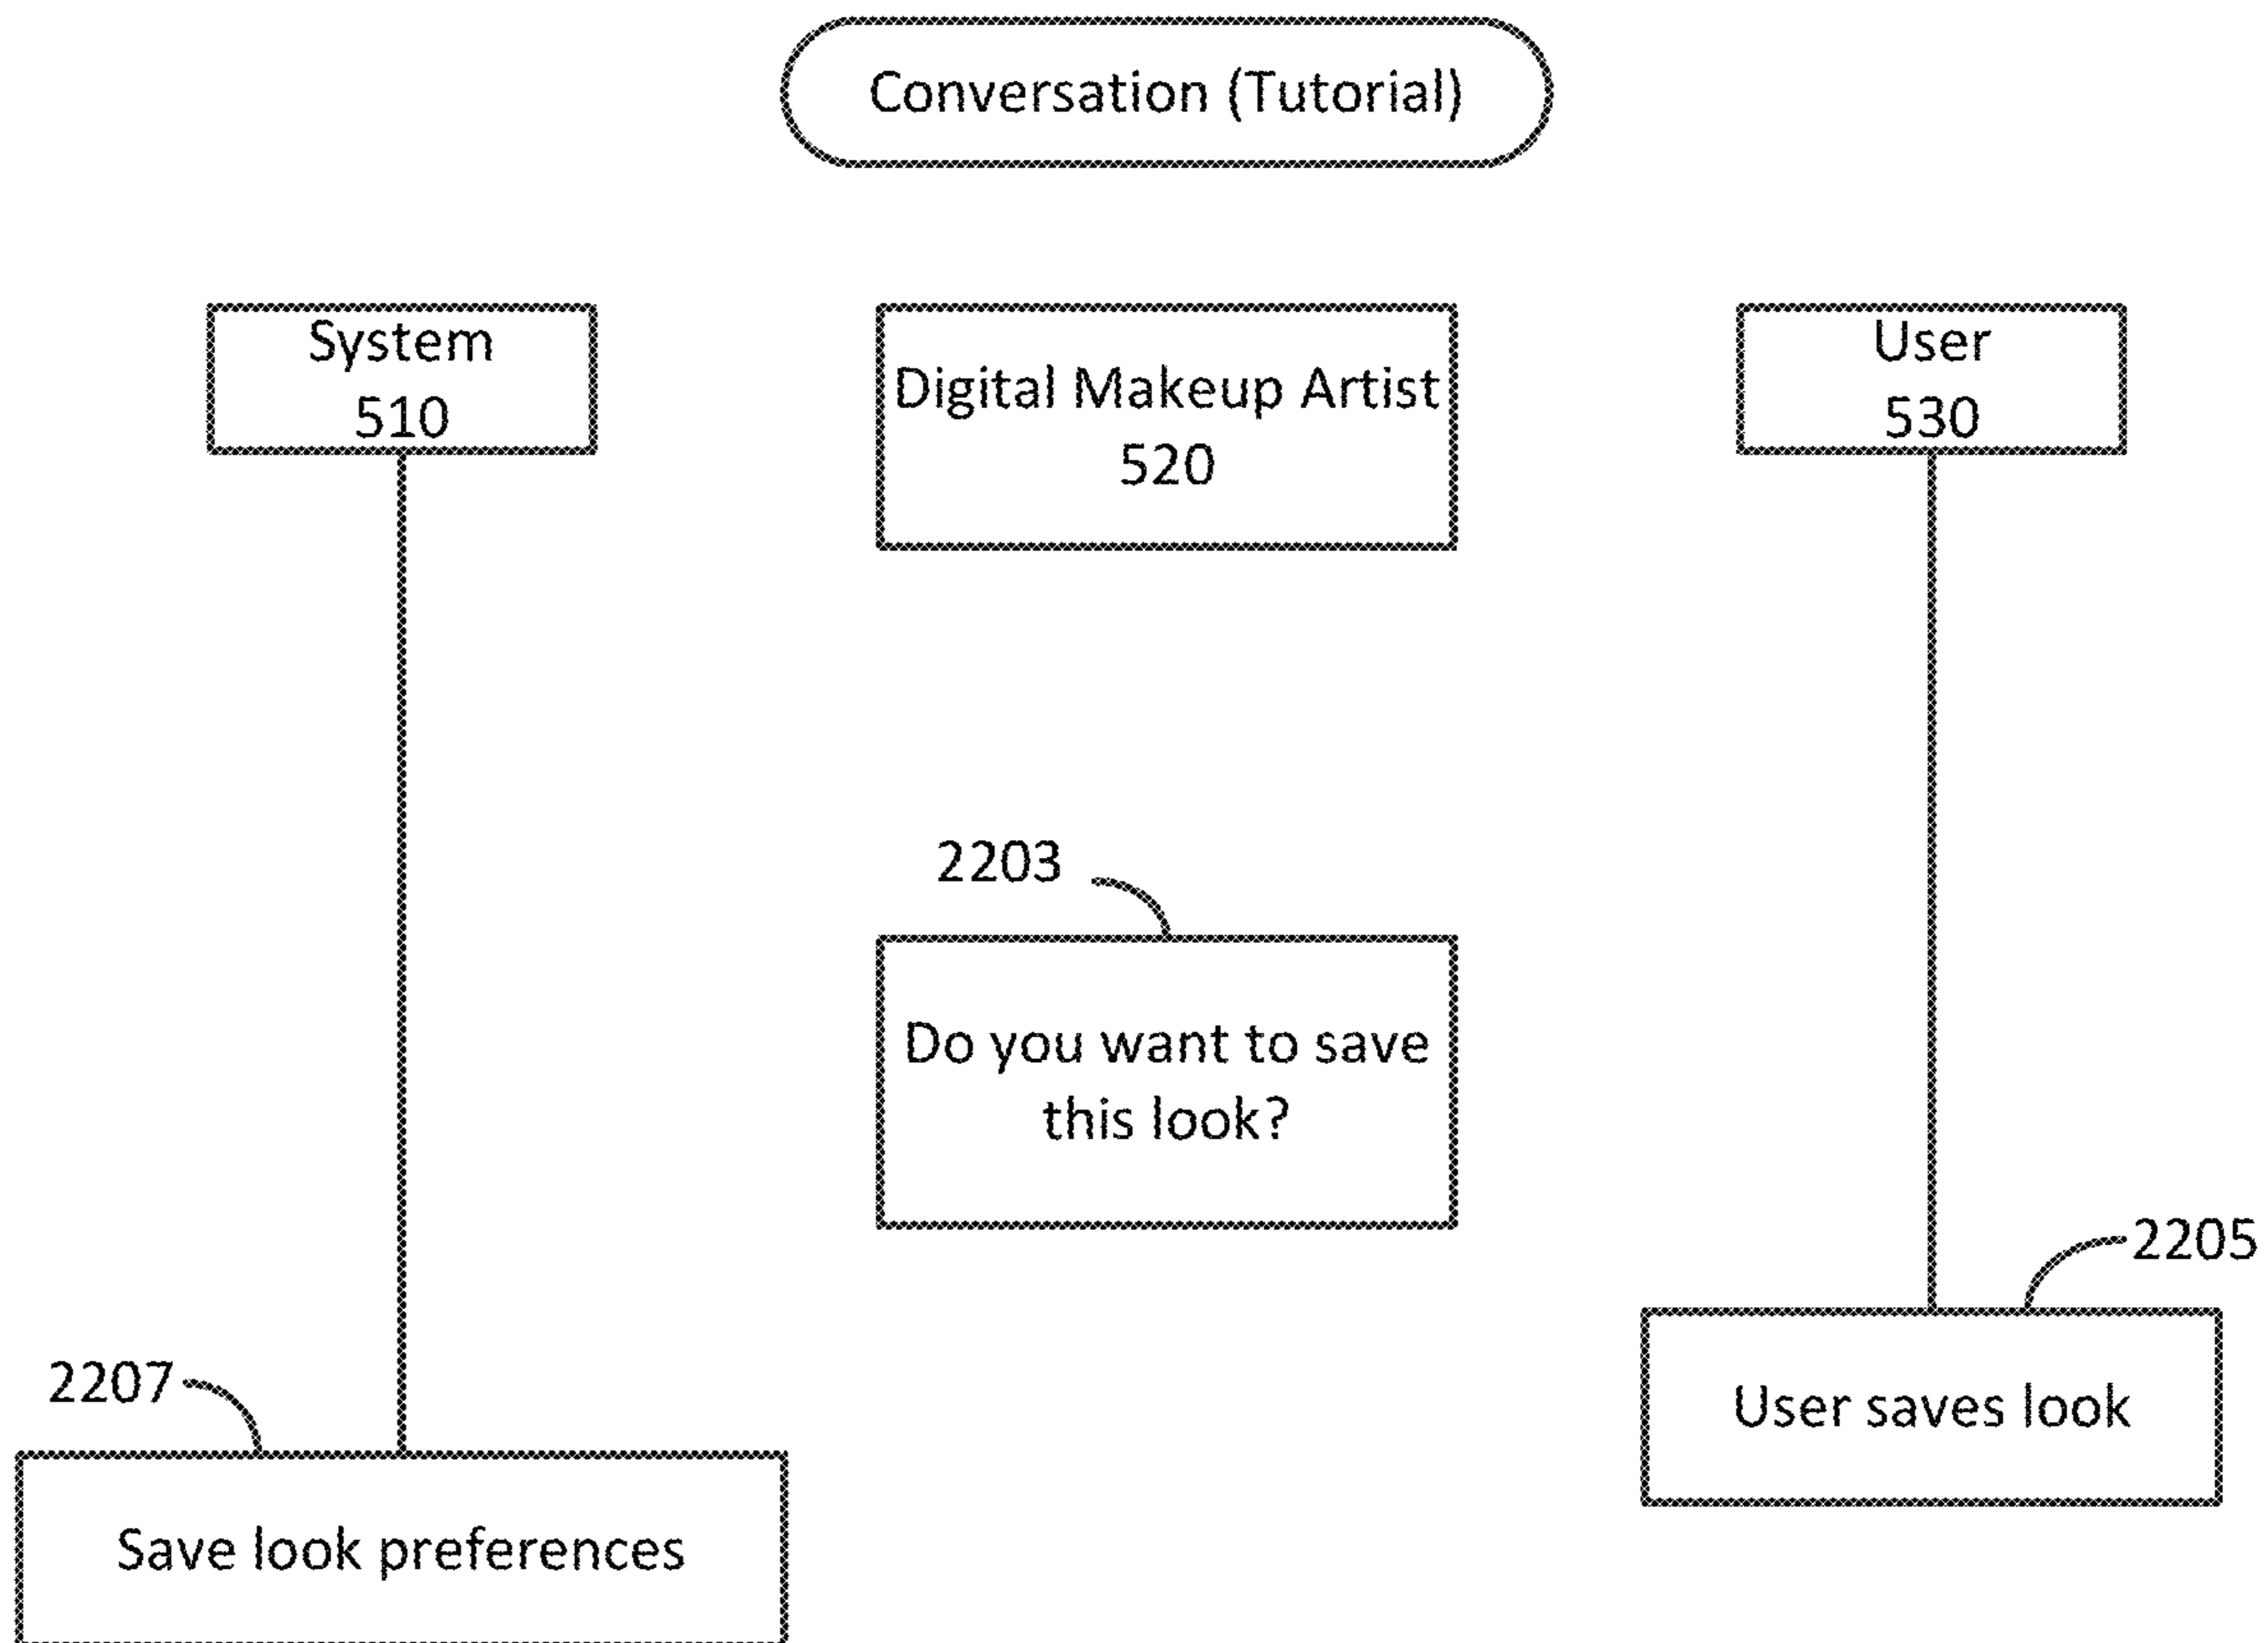 Conversation (Tutorial)
System
510
Digital Makeup Artist
520
User
530
2203
Do you want to save
this look?
2205
User saves look
2207
Save look preferences